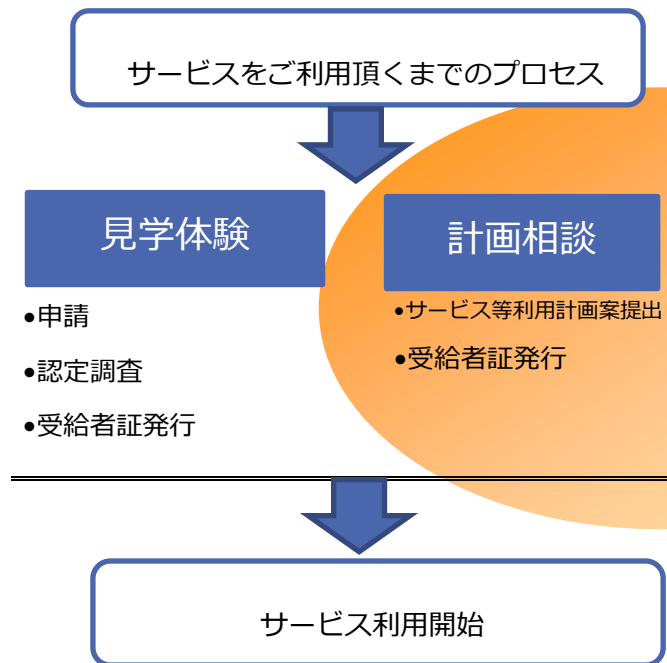 サービスをご利用頂くまでのプロセス
見学体験
•申請
•認定調査
•受給者証発行
計画相談
•サービス等利用計画案提出
•受給者証発行
サービス利用開始